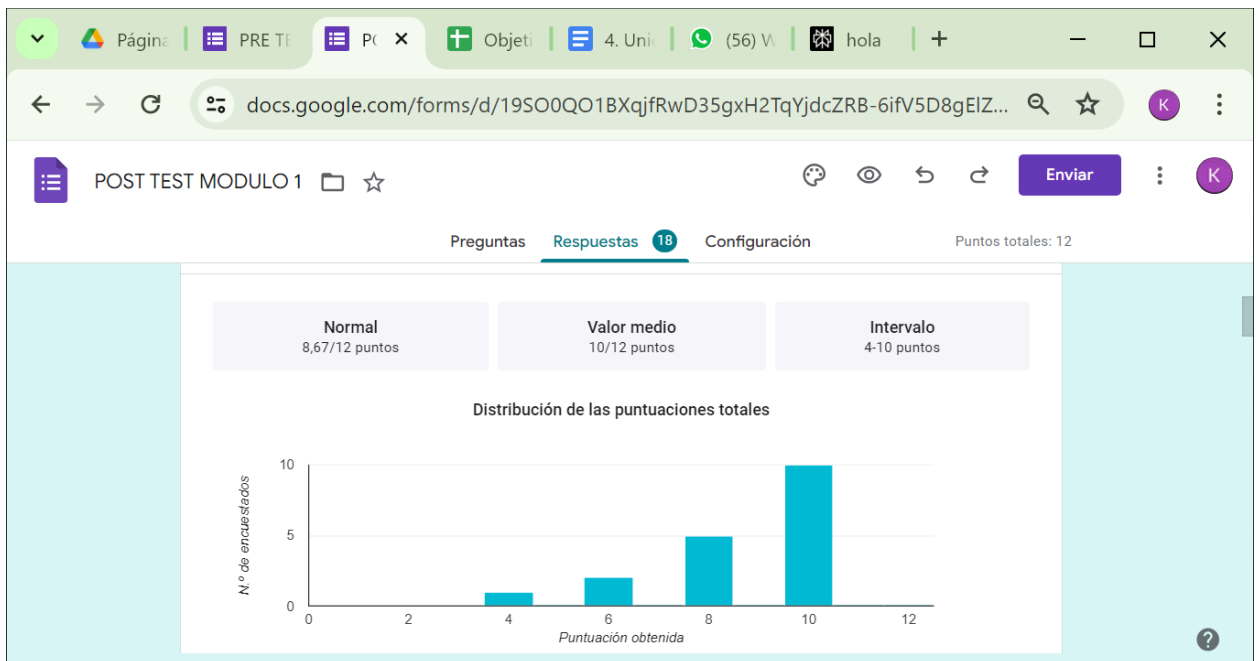 Página
PRE TE
P(
Objeti
4. Unic
(56) W
hola
docs.google.com/forms/d/19SO0QO1BXqjfRwD35gxH2TqYjdcZRB-6ifV5D8gElZ...
K
POST TEST MODULO 1
Enviar
K
Preguntas Respuestas 18 Configuración Puntos totales: 12
Normal Valor medio Intervalo
8,67/12 puntos 10/12 puntos 4-10 puntos
Distribución de las puntuaciones totales
N.º de encuestados
10
5
0
0 2 4 6 8 10 12
Puntuación obtenida